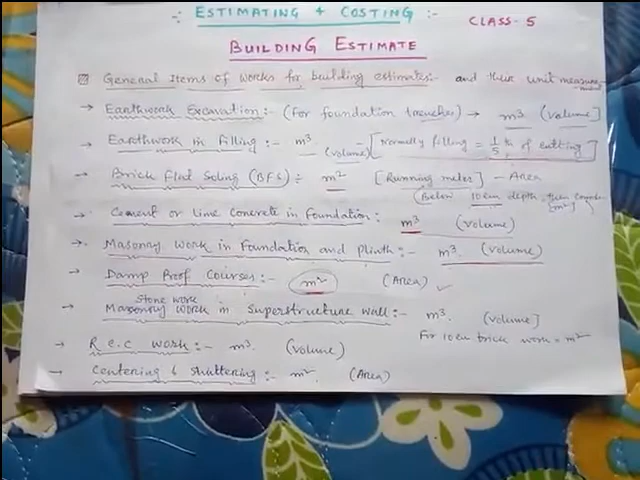 -: ESTIMATING & COSTING :-
CLASS-5
BUILDING ESTIMATE
General Items of works for building estimates:- and their unit measurement
→ Earthwork Excavation:- (For foundation trenches) → m³ (Volume]
→ Earthwork in filling:- m³ (Volume) - [Normally filling = 1/5 th of cutting]
→ Brick Flat Soling (BFS):- m² [Running meter] - Area
(Below 10cm depth, then
m²)
→ Cement or lime Concrete in Foundation: m³ (volume)
→ Masonry Work in Foundation and Plinth:- m³. (Volume)
→ Damp Proof Courses:- m² (Area) ✓
Stone work
→ Masonry Work in Superstructure Wall:- m³. (Volume]
For 10cm brick work = m²
→ R.C.C Work:- m³. (Volume)
→ Centering & shuttering:- m². (Area)